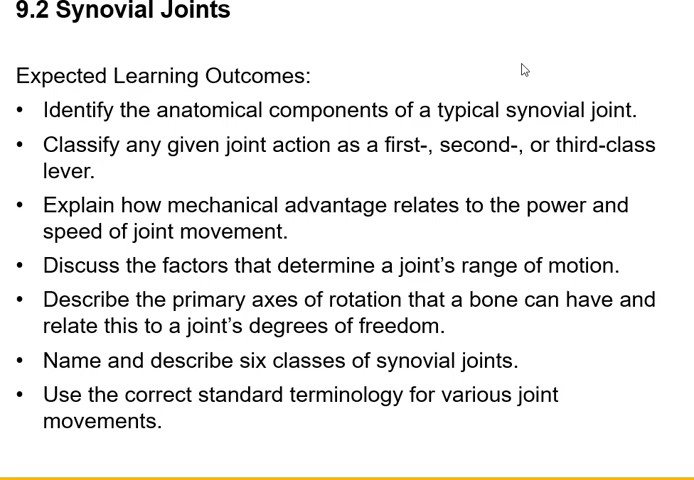 9.2 Synovial Joints
Expected Learning Outcomes:
• Identify the anatomical components of a typical synovial joint.
• Classify any given joint action as a first-, second-, or third-class
lever.
• Explain how mechanical advantage relates to the power and
speed of joint movement.
• Discuss the factors that determine a joint’s range of motion.
• Describe the primary axes of rotation that a bone can have and
relate this to a joint’s degrees of freedom.
• Name and describe six classes of synovial joints.
• Use the correct standard terminology for various joint
movements.